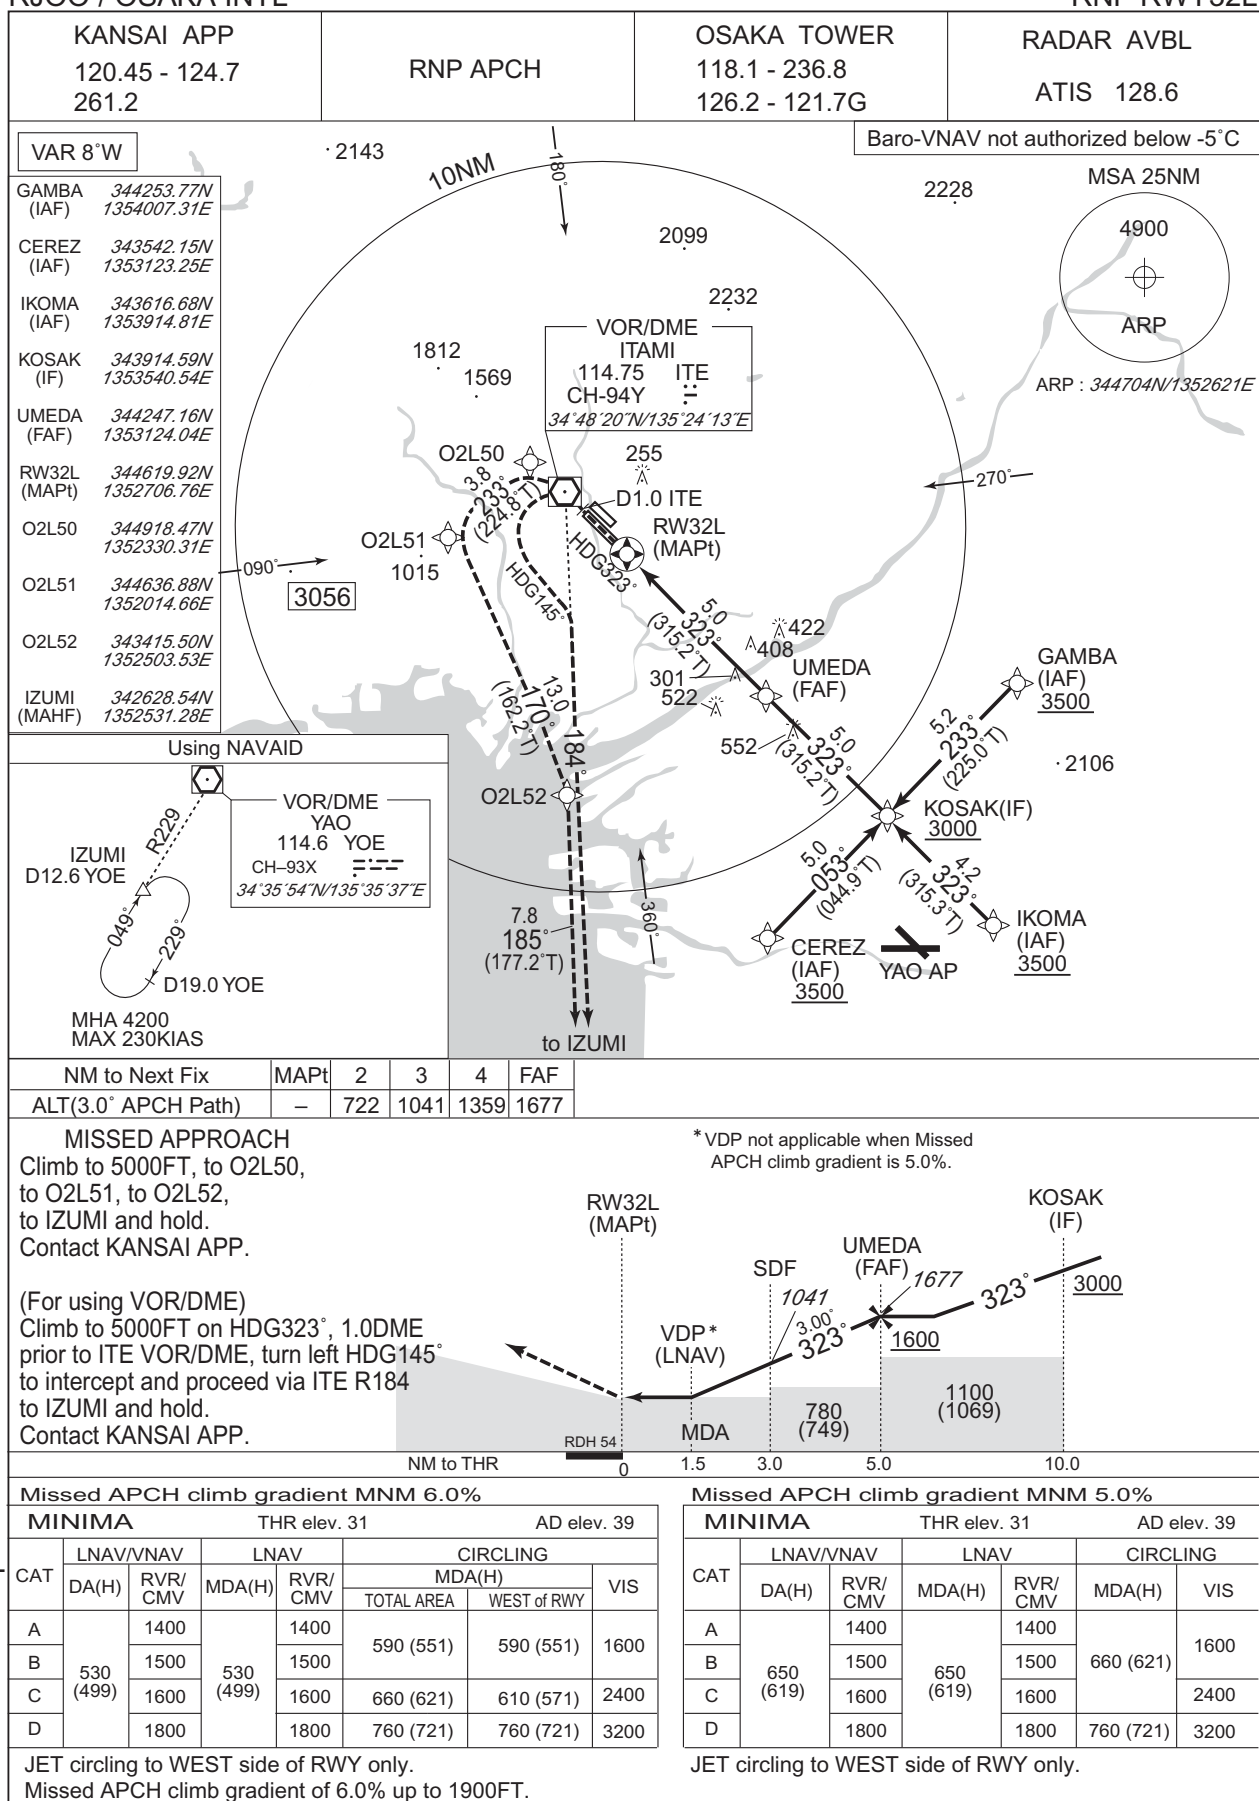 RJOO / OSAKA INTL
RNP RWY32L
KANSAI APP
120.45 - 124.7
261.2
RNP APCH
OSAKA TOWER
118.1 - 236.8
126.2 - 121.7G
RADAR AVBL
ATIS 128.6
VAR 8°W
Baro-VNAV not authorized below -5°C
GAMBA 344253.77N
(IAF) 1354007.31E
CEREZ 343542.15N
(IAF) 1353123.25E
IKOMA 343616.68N
(IAF) 1353914.81E
KOSAK 343914.59N
(IF) 1353540.54E
UMEDA 344247.16N
(FAF) 1353124.04E
RW32L 344619.92N
(MAPt) 1352706.76E
O2L50 344918.47N
1352330.31E
O2L51 344636.88N
1352014.66E
O2L52 343415.50N
1352503.53E
IZUMI 342628.54N
(MAHF) 1352531.28E
2143
10NM
180°
2228
2099
2232
MSA 25NM
4900
ARP
ARP : 344704N/1352621E
VOR/DME
ITAMI
114.75 ITE
CH-94Y
34°48´20˝N/135°24´13˝E
1812
1569
O2L50
255
D1.0 ITE
270°
3.8
233°
(224.8°T)
RW32L
(MAPt)
O2L51
1015
HDG323°
HDG145°
090°
3056
5.0
323°
(315.2°T)
422
408
301
522
UMEDA
(FAF)
GAMBA
(IAF)
3500
552
5.0
323°
(315.2°T)
5.2
233°
(225.0°T)
2106
13.0
170°
(162.2°T)
184°
O2L52
KOSAK(IF)
3000
5.0
053°
(044.9°T)
4.2
323°
(315.3°T)
360°
7.8
185°
(177.2°T)
CEREZ
(IAF)
3500
YAO AP
IKOMA
(IAF)
3500
to IZUMI
Using NAVAID
VOR/DME
YAO
114.6 YOE
CH–93X
34°35´54˝N/135°35´37˝E
R229
IZUMI
D12.6 YOE
049°
229°
D19.0 YOE
MHA 4200
MAX 230KIAS
NM to Next Fix MAPt 2 3 4 FAF
ALT(3.0° APCH Path) – 722 1041 1359 1677
MISSED APPROACH
Climb to 5000FT, to O2L50,
to O2L51, to O2L52,
to IZUMI and hold.
Contact KANSAI APP.
(For using VOR/DME)
Climb to 5000FT on HDG323°, 1.0DME
prior to ITE VOR/DME, turn left HDG145°
to intercept and proceed via ITE R184
to IZUMI and hold.
Contact KANSAI APP.
*VDP not applicable when Missed
APCH climb gradient is 5.0%.
RW32L
(MAPt)
KOSAK
(IF)
UMEDA
(FAF)
SDF
1677
1041
323°
3000
3.00°
323°
1600
VDP*
(LNAV)
1100
(1069)
780
(749)
MDA
RDH 54
NM to THR 0 1.5 3.0 5.0 10.0
Missed APCH climb gradient MNM 6.0%
MINIMA THR elev. 31 AD elev. 39
CAT LNAV/VNAV LNAV CIRCLING
DA(H) RVR/CMV MDA(H) RVR/CMV MDA(H) VIS
TOTAL AREA WEST of RWY
A 1400 1400 590 (551) 590 (551) 1600
B 530 (499) 1500 530 (499) 1500
C 1600 1600 660 (621) 610 (571) 2400
D 1800 1800 760 (721) 760 (721) 3200
JET circling to WEST side of RWY only.
Missed APCH climb gradient of 6.0% up to 1900FT.
Missed APCH climb gradient MNM 5.0%
MINIMA THR elev. 31 AD elev. 39
CAT LNAV/VNAV LNAV CIRCLING
DA(H) RVR/CMV MDA(H) RVR/CMV MDA(H) VIS
A 1400 1400 1600
B 650 (619) 1500 650 (619) 1500 660 (621)
C 1600 1600 2400
D 1800 1800 760 (721) 3200
JET circling to WEST side of RWY only.